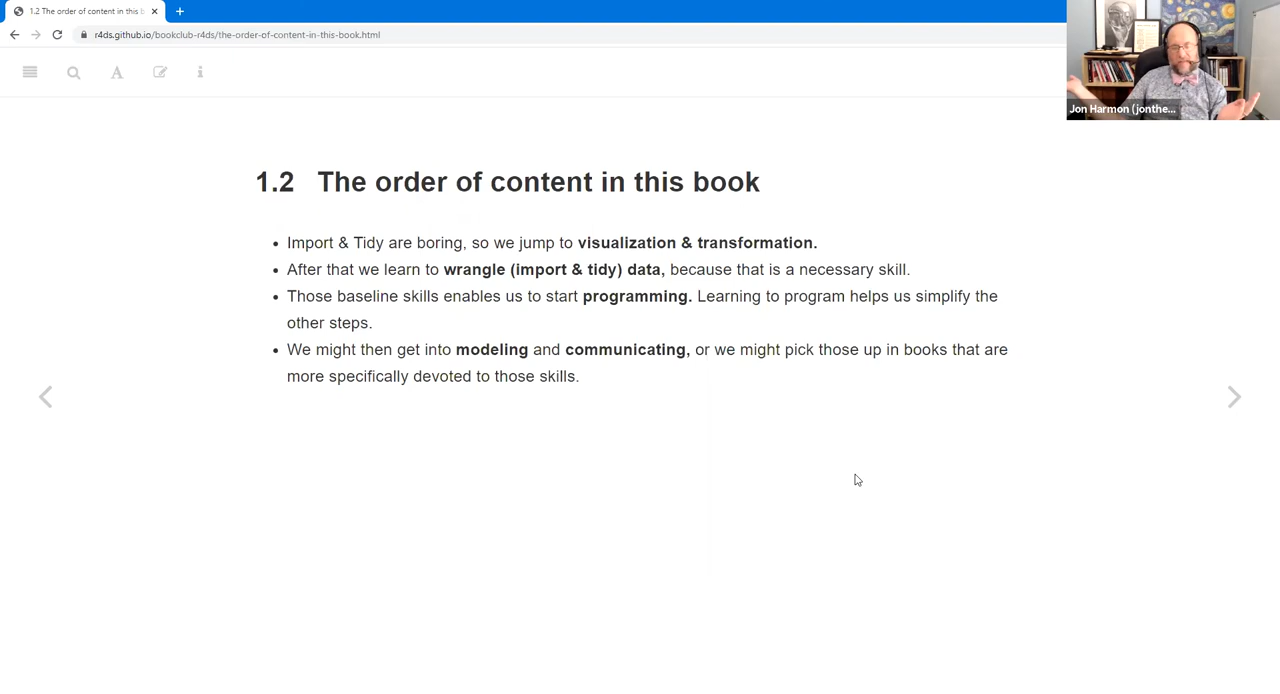 1.2 The order of content in this b
r4ds.github.io/bookclub-r4ds/the-order-of-content-in-this-book.html
Jon Harmon (jonthe...
1.2 The order of content in this book
• Import & Tidy are boring, so we jump to visualization & transformation.
• After that we learn to wrangle (import & tidy) data, because that is a necessary skill.
• Those baseline skills enables us to start programming. Learning to program helps us simplify the
other steps.
• We might then get into modeling and communicating, or we might pick those up in books that are
more specifically devoted to those skills.